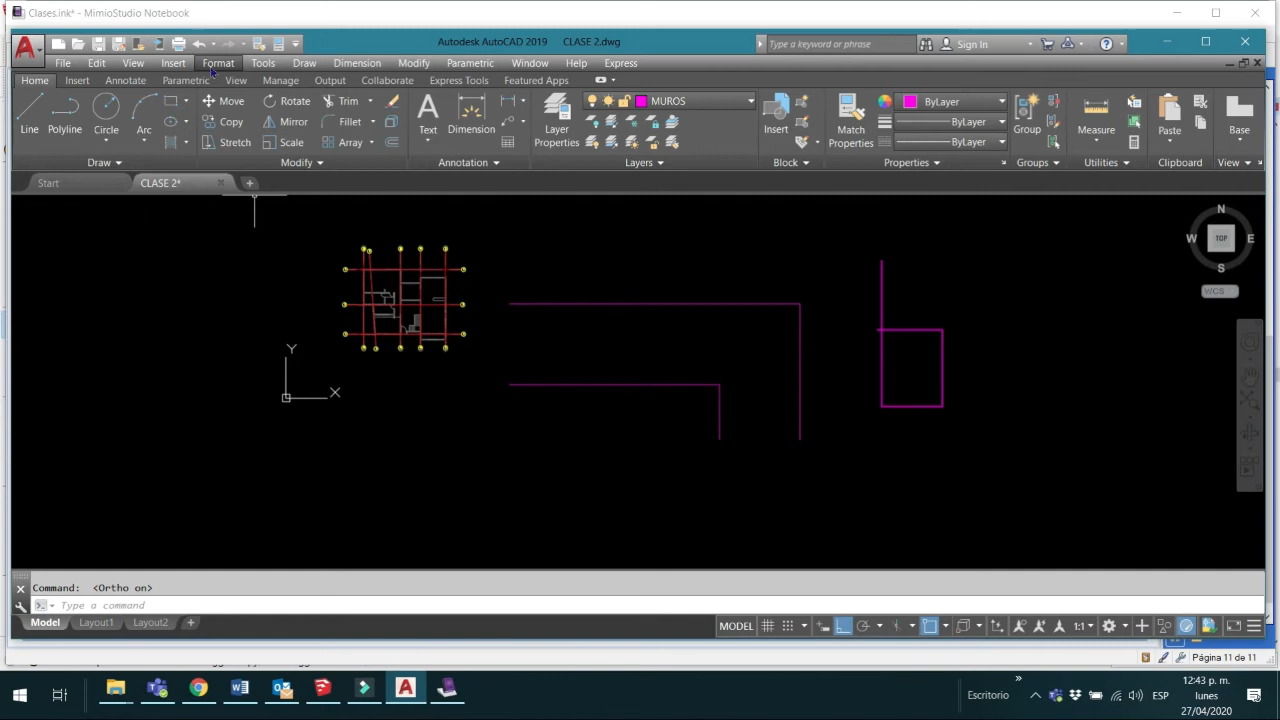 Clases.ink* - MimioStudio Notebook
Autodesk AutoCAD 2019 CLASE 2.dwg
Type a keyword or phrase
Sign In
File Edit View Insert Format Tools Draw Dimension Modify Parametric Window Help Express
Home Insert Annotate Parametric View Manage Output Collaborate Express Tools Featured Apps
Line Polyline Circle Arc
Move Rotate Trim
Copy Mirror Fillet
Stretch Scale Array
Text Dimension
Layer Properties
MUROS
Insert
Match Properties
ByLayer
ByLayer
ByLayer
Group
Measure
Paste
Base
Draw Modify Annotation Layers Block Properties Groups Utilities Clipboard View
Start CLASE 2*
N
W TOP E
S
WCS
Y
X
Command: <Ortho on>
Type a command
Model Layout1 Layout2
MODEL 1:1
Página 11 de 11
Escritorio
ESP
12:43 p. m.
lunes
27/04/2020